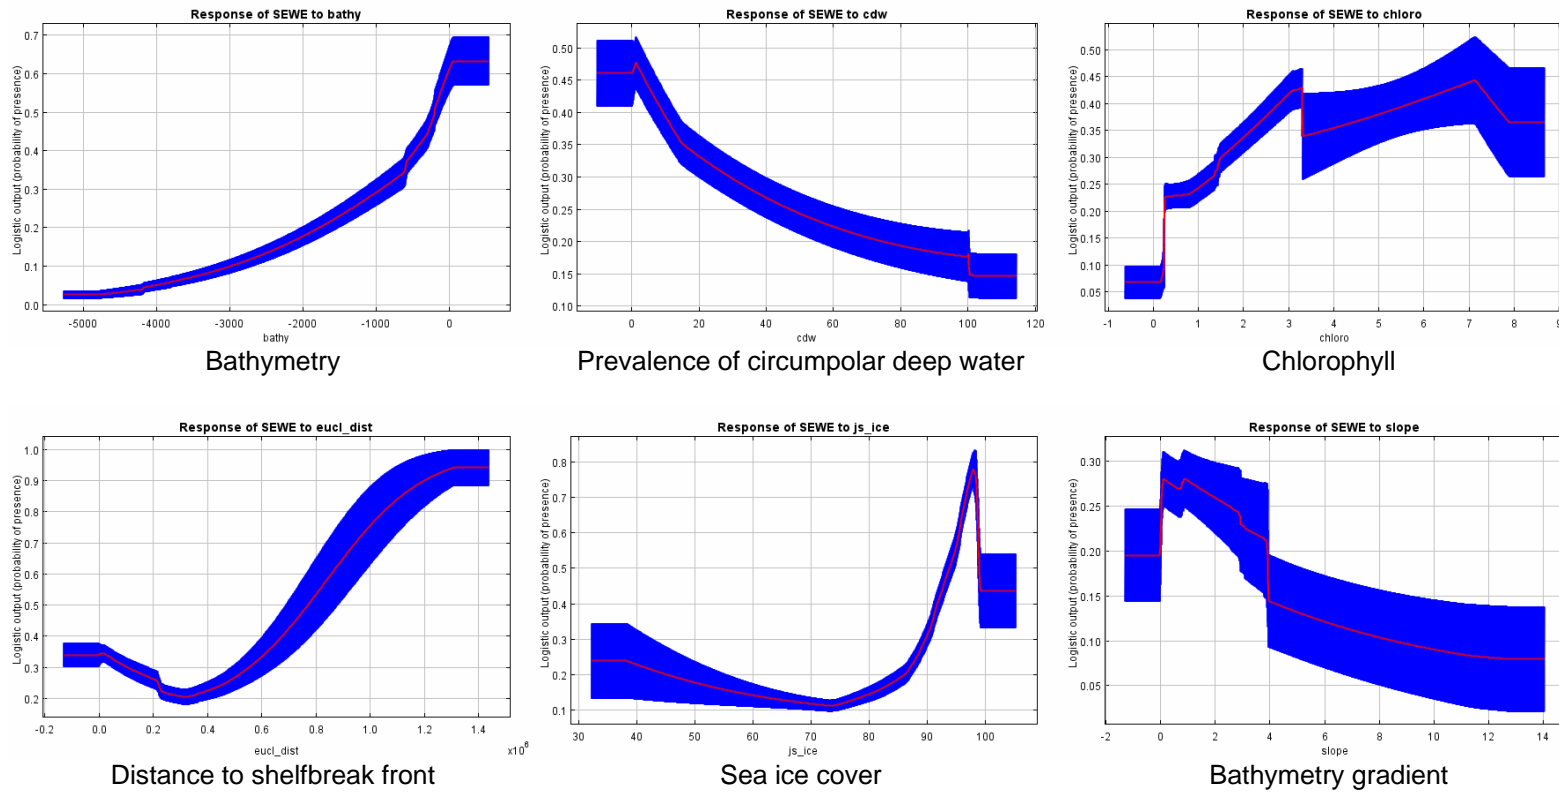 Response of SEWE to bathy
Logistic output (probability of presence)
0.7
0.6
0.5
0.4
0.3
0.2
0.1
0.0
-5000 -4000 -3000 -2000 -1000 0
bathy
Bathymetry
Response of SEWE to cdw
Logistic output (probability of presence)
0.50
0.45
0.40
0.35
0.30
0.25
0.20
0.15
0.10
0 20 40 60 80 100 120
cdw
Prevalence of circumpolar deep water
Response of SEWE to chloro
Logistic output (probability of presence)
0.50
0.45
0.40
0.35
0.30
0.25
0.20
0.15
0.10
0.05
-1 0 1 2 3 4 5 6 7 8 9
chloro
Chlorophyll
Response of SEWE to eucl_dist
Logistic output (probability of presence)
1.0
0.9
0.8
0.7
0.6
0.5
0.4
0.3
0.2
-0.2 0.0 0.2 0.4 0.6 0.8 1.0 1.2 1.4
x10⁶
eucl_dist
Distance to shelfbreak front
Response of SEWE to js_ice
Logistic output (probability of presence)
0.8
0.7
0.6
0.5
0.4
0.3
0.2
0.1
30 40 50 60 70 80 90 100
js_ice
Sea ice cover
Response of SEWE to slope
Logistic output (probability of presence)
0.30
0.25
0.20
0.15
0.10
0.05
-2 0 2 4 6 8 10 12 14
slope
Bathymetry gradient